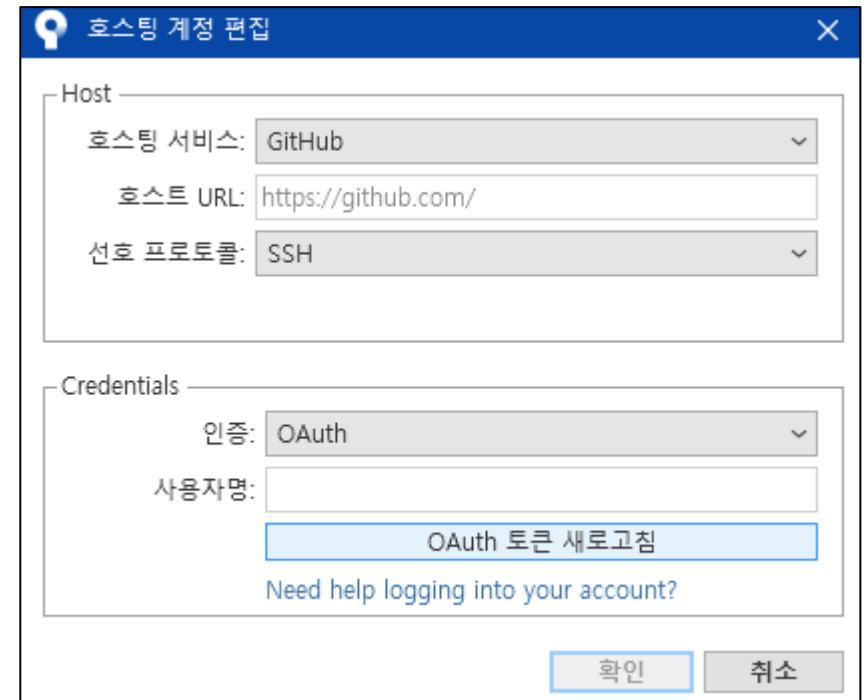 호스팅 계정 편집
Host
호스팅 서비스: GitHub
호스트 URL: https://github.com/
선호 프로토콜: SSH
Credentials
인증: OAuth
사용자명:
OAuth 토큰 새로고침
Need help logging into your account?
확인 취소